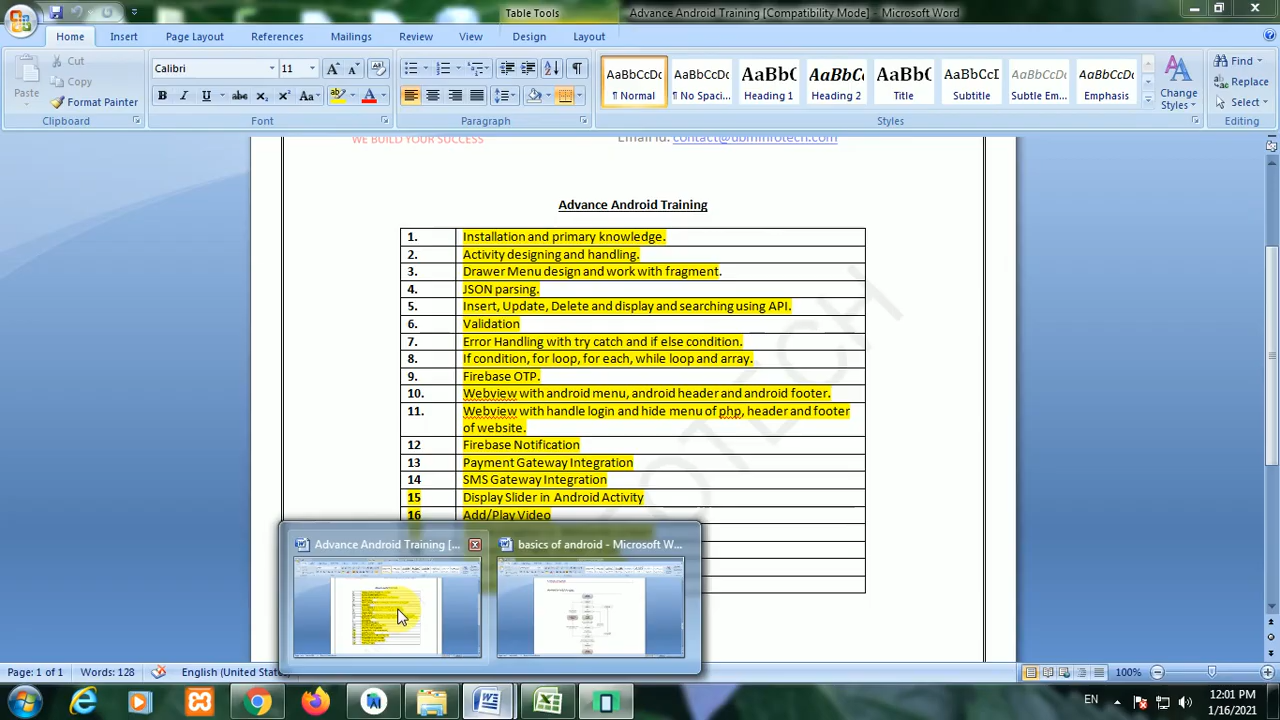 Table Tools
Advance Android Training [Compatibility Mode] - Microsoft Word
Home Insert Page Layout References Mailings Review View Design Layout
Cut
Copy
Paste
Format Painter
Clipboard
Calibri 11
Font
Paragraph
AaBbCcDc AaBbCcDc AaBbC AaBbCc AaBbC AaBbCcI AaBbCcDc AaBbCcDc
¶ Normal ¶ No Spaci... Heading 1 Heading 2 Title Subtitle Subtle Em... Emphasis
Change Styles
Styles
Find
Replace
Select
Editing
WE BUILD YOUR SUCCESS
Email id: contact@dbminfotech.com
Advance Android Training
1. Installation and primary knowledge.
2. Activity designing and handling.
3. Drawer Menu design and work with fragment.
4. JSON parsing.
5. Insert, Update, Delete and display and searching using API.
6. Validation
7. Error Handling with try catch and if else condition.
8. If condition, for loop, for each, while loop and array.
9. Firebase OTP.
10. Webview with android menu, android header and android footer.
11. Webview with handle login and hide menu of php, header and footer
of website.
12 Firebase Notification
13 Payment Gateway Integration
14 SMS Gateway Integration
15 Display Slider in Android Activity
16 Add/Play Video
Advance Android Training [...
basics of android - Microsoft W...
Page: 1 of 1 Words: 128 English (United States) 100%
EN
12:01 PM
1/16/2021